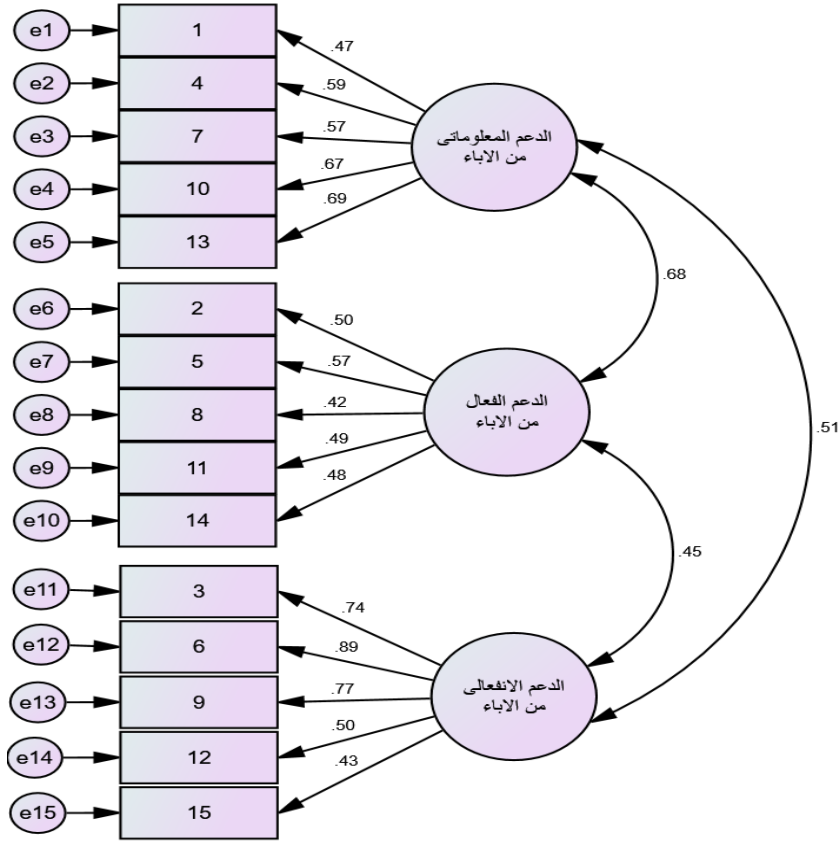 e1
1
.47
e2
4
.59
e3
7
.57
e4
10
.67
e5
13
.69
الدعم المعلوماتى
من الاباء
.68
e6
2
.50
e7
5
.57
e8
8
.42
e9
11
.49
e10
14
.48
الدعم الفعال
من الاباء
.51
.45
e11
3
.74
e12
6
.89
e13
9
.77
e14
12
.50
e15
15
.43
الدعم الانفعالى
من الاباء